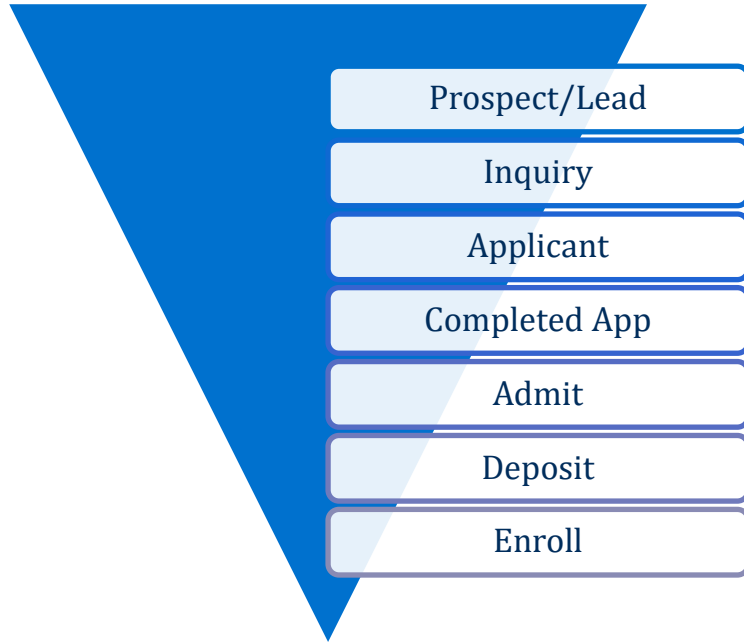 Prospect/Lead
Inquiry
Applicant
Completed App
Admit
Deposit
Enroll